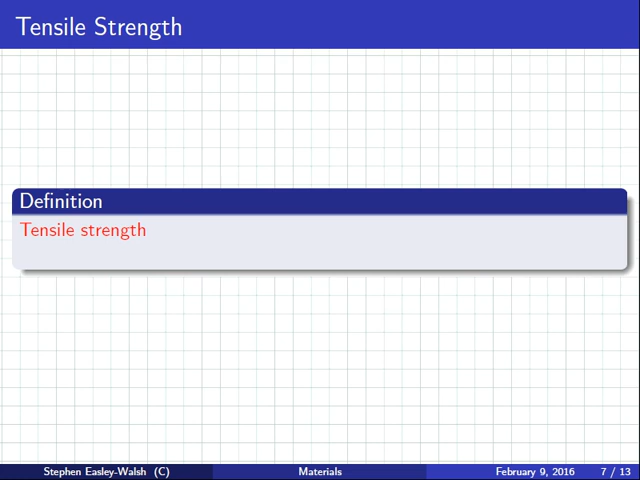 Tensile Strength
Definition
Tensile strength
Stephen Easley-Walsh (C)
Materials
February 9, 2016
7 / 13